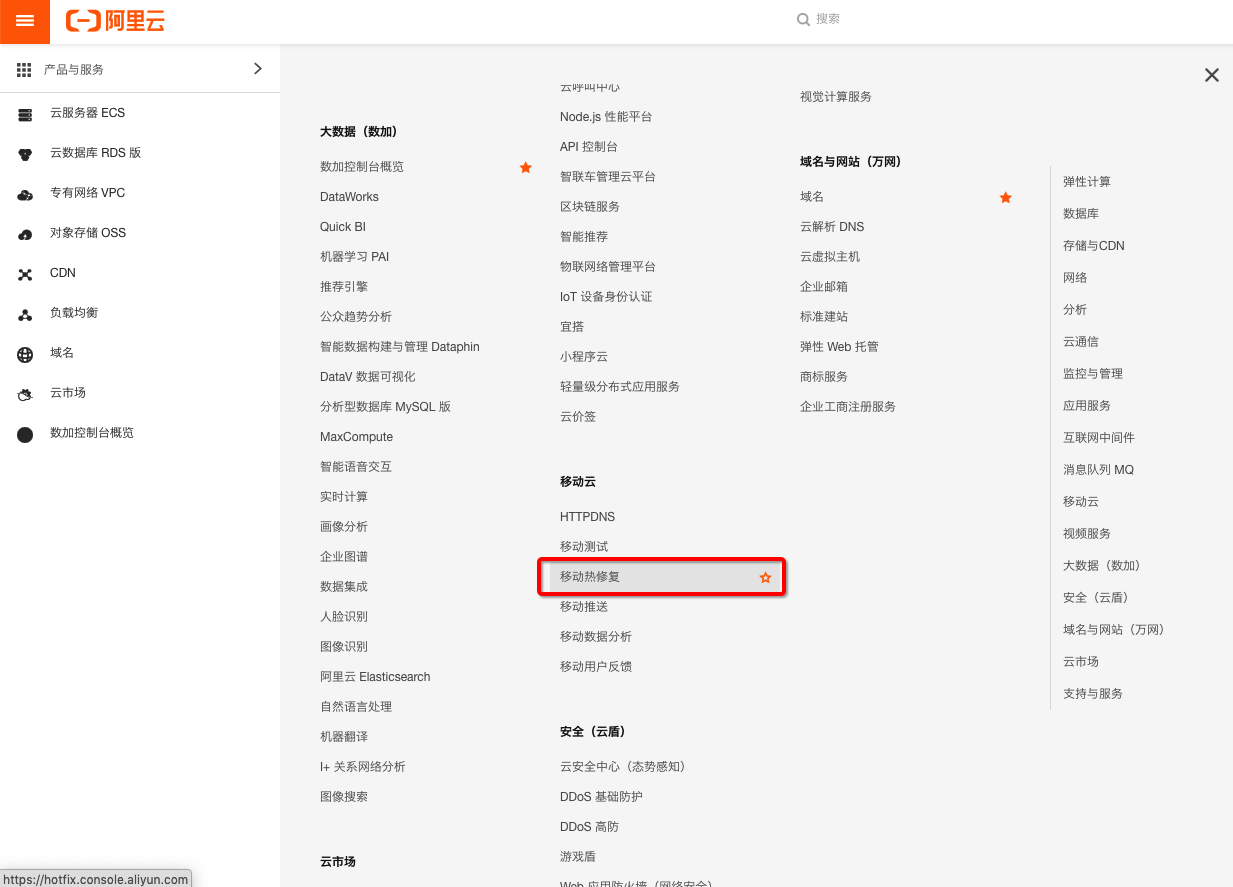 阿里云
搜索
产品与服务
云服务器 ECS
云数据库 RDS 版
专有网络 VPC
对象存储 OSS
CDN
负载均衡
域名
云市场
数加控制台概览
大数据（数加）
数加控制台概览
DataWorks
Quick BI
机器学习 PAI
推荐引擎
公众趋势分析
智能数据构建与管理 Dataphin
DataV 数据可视化
分析型数据库 MySQL 版
MaxCompute
智能语音交互
实时计算
画像分析
企业图谱
数据集成
人脸识别
图像识别
阿里云 Elasticsearch
自然语言处理
机器翻译
I+ 关系网络分析
图像搜索
云市场
云呼叫中心
Node.js 性能平台
API 控制台
智联车管理云平台
区块链服务
智能推荐
物联网络管理平台
IoT 设备身份认证
宜搭
小程序云
轻量级分布式应用服务
云价签
移动云
HTTPDNS
移动测试
移动热修复
移动推送
移动数据分析
移动用户反馈
安全（云盾）
云安全中心（态势感知）
DDoS 基础防护
DDoS 高防
游戏盾
Web 应用防火墙（网络安全）
视觉计算服务
域名与网站（万网）
域名
云解析 DNS
云虚拟主机
企业邮箱
标准建站
弹性 Web 托管
商标服务
企业工商注册服务
弹性计算
数据库
存储与CDN
网络
分析
云通信
监控与管理
应用服务
互联网中间件
消息队列 MQ
移动云
视频服务
大数据（数加）
安全（云盾）
域名与网站（万网）
云市场
支持与服务
https://hotfix.console.aliyun.com